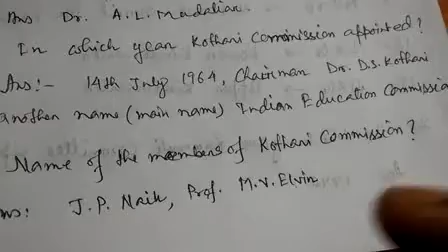 Ans Dr. A.L. Mudaliar.
In which year Kothari Commission appointed?
Ans:- 14th July 1964, Chairman Dr. D.S. Kothari
another name (main name) Indian Education Commission
Name of the members of Kothari Commission?
ns: J.P. Naik, Prof. M.V. Elvin